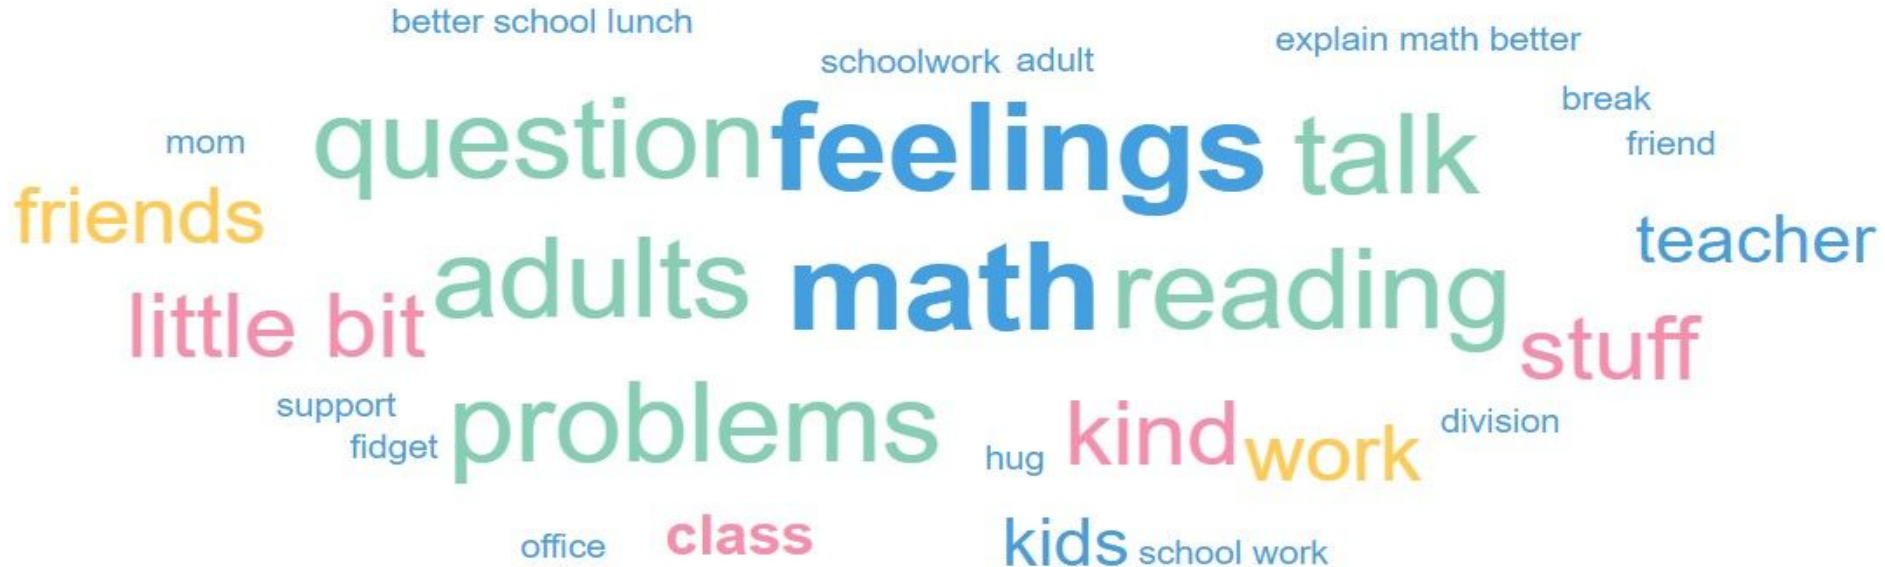 better school lunch
explain math better
schoolwork adult
break
mom question feelings talk friend
friends teacher
little bit adults math reading stuff
support
fidget problems hug kind work division
office class kids school work